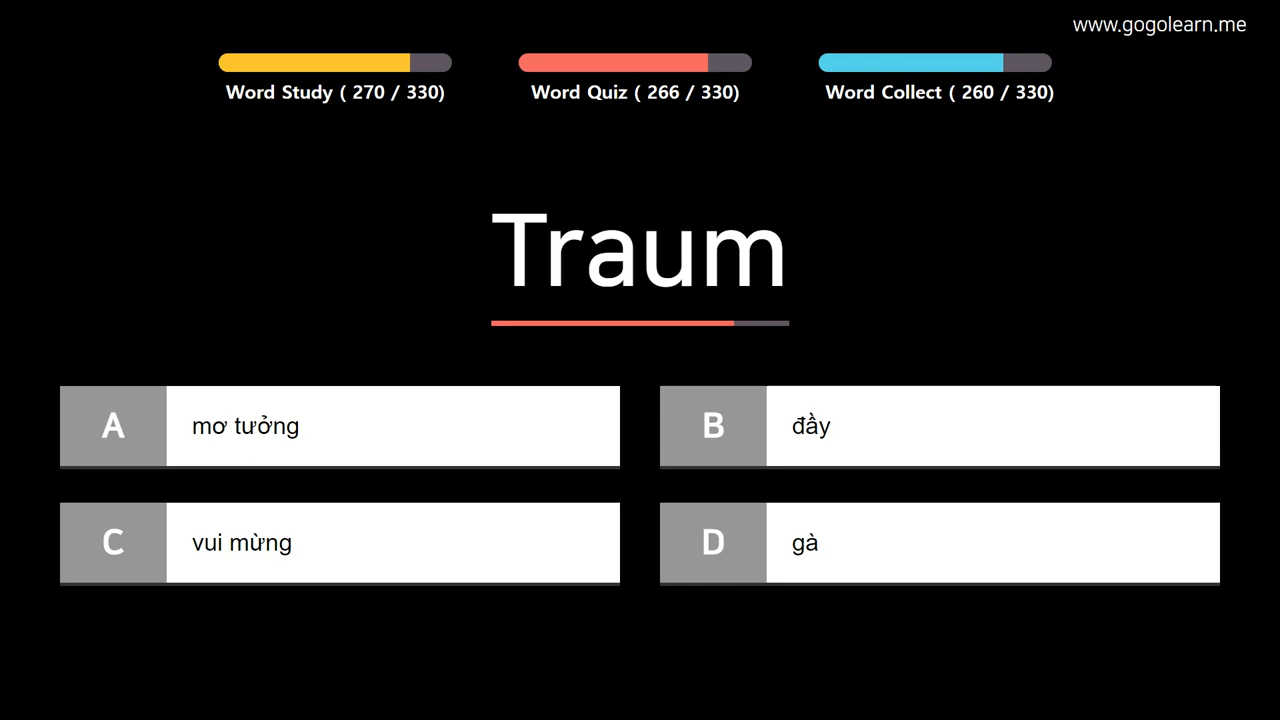 www.gogolearn.me
Word Study ( 270 / 330)
Word Quiz ( 266 / 330)
Word Collect ( 260 / 330)
Traum
A mơ tưởng
B đầy
C vui mừng
D gà